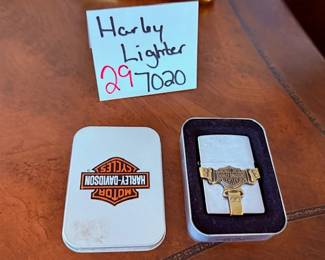 Harley
Lighter
29 7020
MOTOR
HARLEY-DAVIDSON
CYCLES